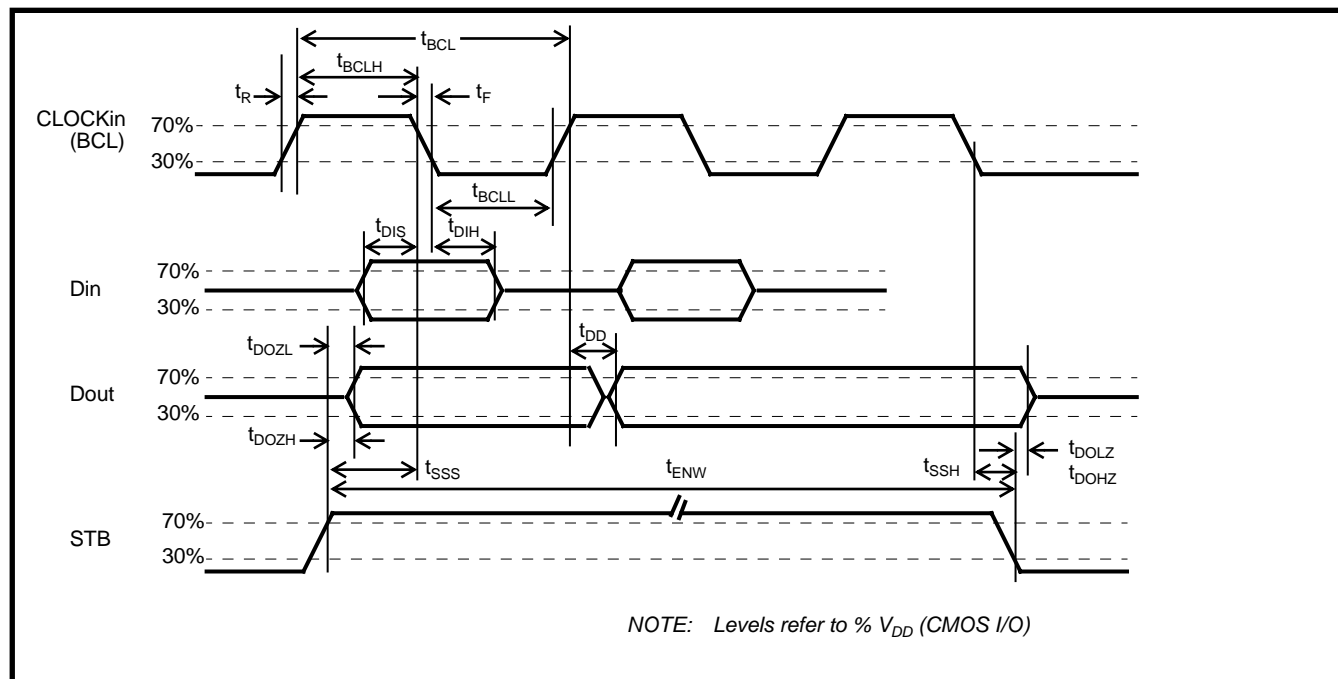 tBCL
tBCLH
tR
tF
CLOCKin
(BCL)
70%
30%
tBCLL
tDIS
tDIH
70%
Din
30%
tDD
tDOZL
70%
Dout
30%
tDOZH
tSSS
tENW
tSSH
tDOLZ
tDOHZ
70%
STB
30%
NOTE: Levels refer to % VDD (CMOS I/O)